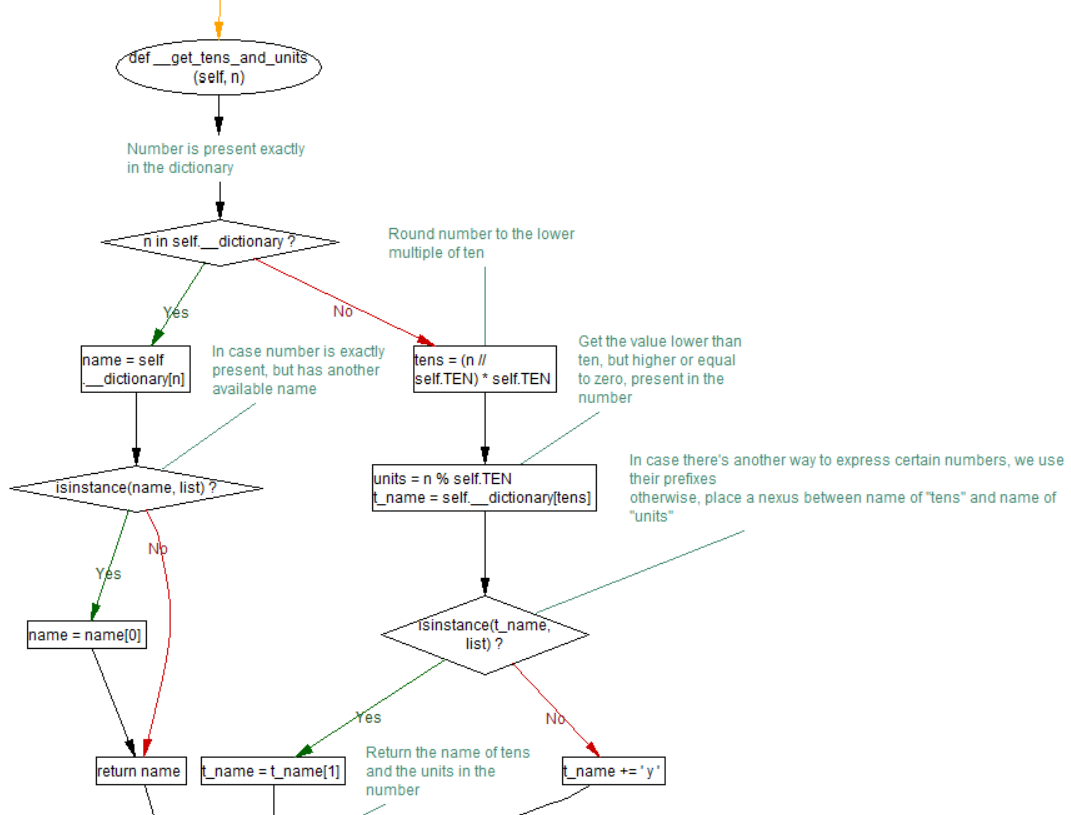 def __get_tens_and_units
(self, n)
Number is present exactly
in the dictionary
n in self.__dictionary ?
Round number to the lower
multiple of ten
Yes
No
name = self
.__dictionary[n]
In case number is exactly
present, but has another
available name
tens = (n //
self.TEN) * self.TEN
Get the value lower than
ten, but higher or equal
to zero, present in the
number
isinstance(name, list) ?
units = n % self.TEN
t_name = self.__dictionary[tens]
In case there's another way to express certain numbers, we use
their prefixes
otherwise, place a nexus between name of "tens" and name of
"units"
No
Yes
name = name[0]
isinstance(t_name,
list) ?
Yes
No
return name
t_name = t_name[1]
Return the name of tens
and the units in the
number
t_name += ' y '